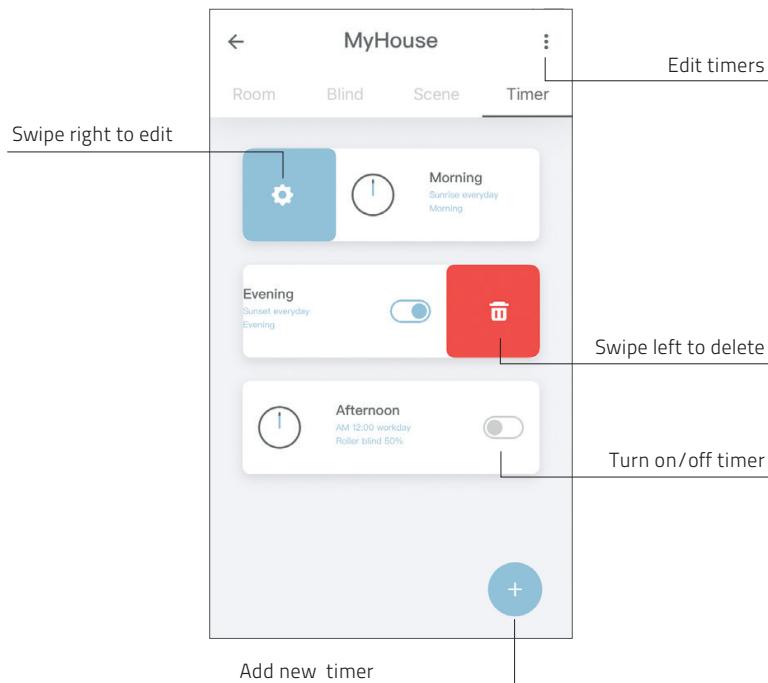 MyHouse
Edit timers
Room Blind Scene Timer
Swipe right to edit
Morning
Sunrise everyday
Morning
Evening
Sunset everyday
Evening
Swipe left to delete
Afternoon
AM 12:00 workday
Roller blind 50%
Turn on/off timer
Add new timer